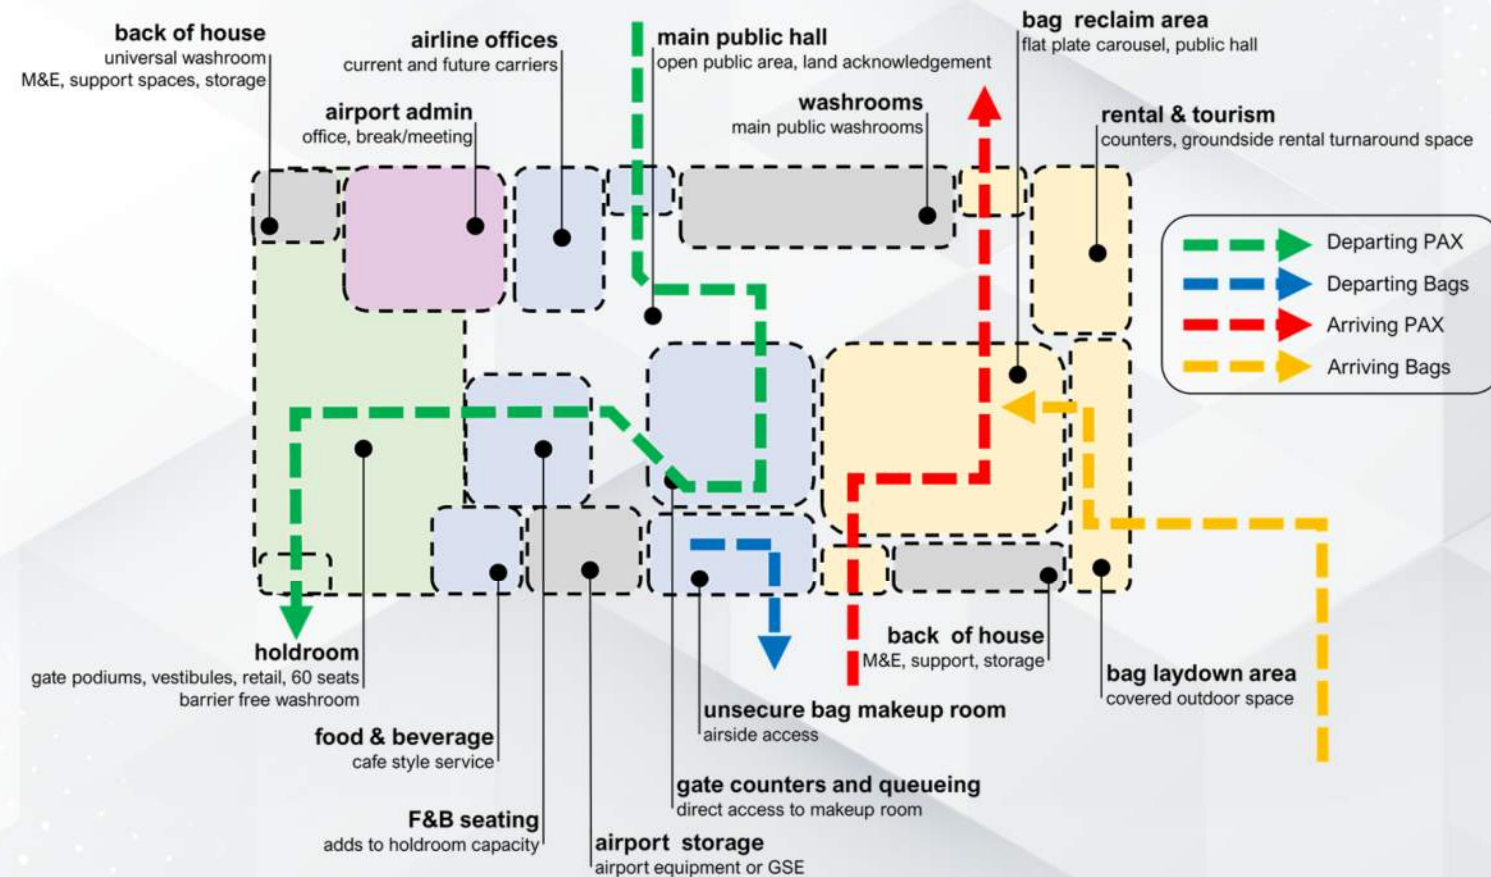 back of house
universal washroom
M&E, support spaces, storage
airline offices
current and future carriers
airport admin
office, break/meeting
main public hall
open public area, land acknowledgement
washrooms
main public washrooms
bag reclaim area
flat plate carousel, public hall
rental & tourism
counters, groundside rental turnaround space
Departing PAX
Departing Bags
Arriving PAX
Arriving Bags
holdroom
gate podiums, vestibules, retail, 60 seats
barrier free washroom
food & beverage
cafe style service
F&B seating
adds to holdroom capacity
airport storage
airport equipment or GSE
gate counters and queueing
direct access to makeup room
unsecure bag makeup room
airside access
back of house
M&E, support, storage
bag laydown area
covered outdoor space